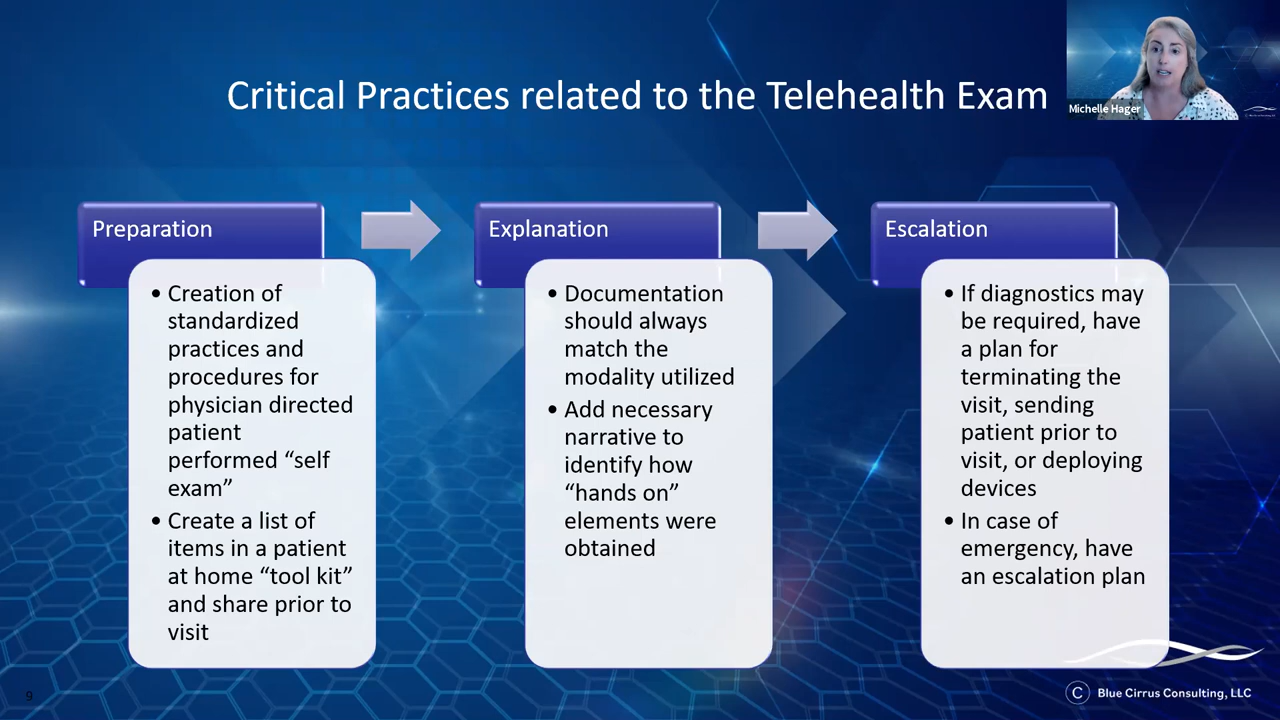 Critical Practices related to the Telehealth Exam
Michelle Hager
Preparation
• Creation of
standardized
practices and
procedures for
physician directed
patient
performed “self
exam”
• Create a list of
items in a patient
at home “tool kit”
and share prior to
visit
Explanation
• Documentation
should always
match the
modality utilized
• Add necessary
narrative to
identify how
“hands on”
elements were
obtained
Escalation
• If diagnostics may
be required, have
a plan for
terminating the
visit, sending
patient prior to
visit, or deploying
devices
• In case of
emergency, have
an escalation plan
9
© Blue Cirrus Consulting, LLC